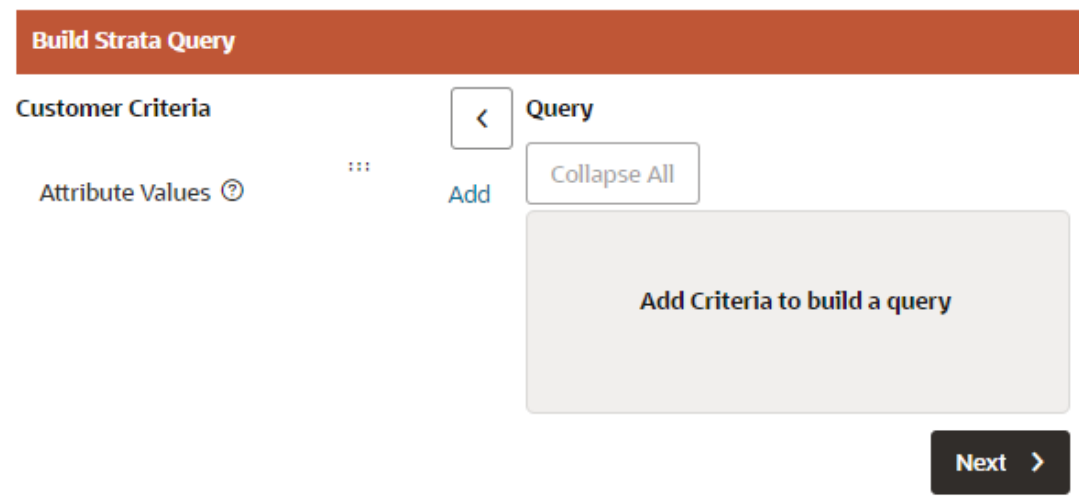 Build Strata Query
Customer Criteria
Query
Collapse All
Attribute Values
Add
Add Criteria to build a query
Next